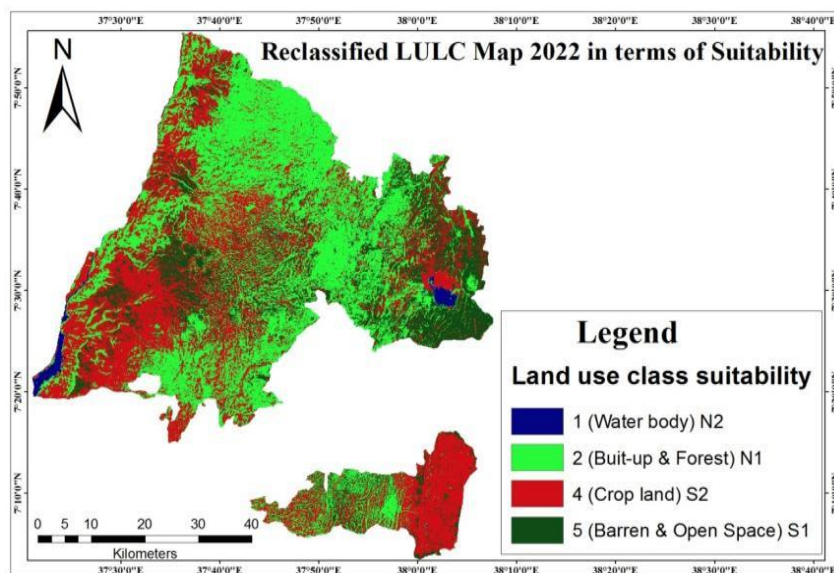 37°30'0"E 37°40'0"E 37°50'0"E 38°0'0"E 38°10'0"E 38°20'0"E 38°30'0"E 38°40'0"E
N
Reclassified LULC Map 2022 in terms of Suitability
7°50'0"N
7°40'0"N
7°30'0"N
7°20'0"N
7°10'0"N
Legend
Land use class suitability
1 (Water body) N2
2 (Buit-up & Forest) N1
4 (Crop land) S2
5 (Barren & Open Space) S1
0 5 10 20 30 40
Kilometers
37°30'0"E 37°40'0"E 37°50'0"E 38°0'0"E 38°10'0"E 38°20'0"E 38°30'0"E 38°40'0"E